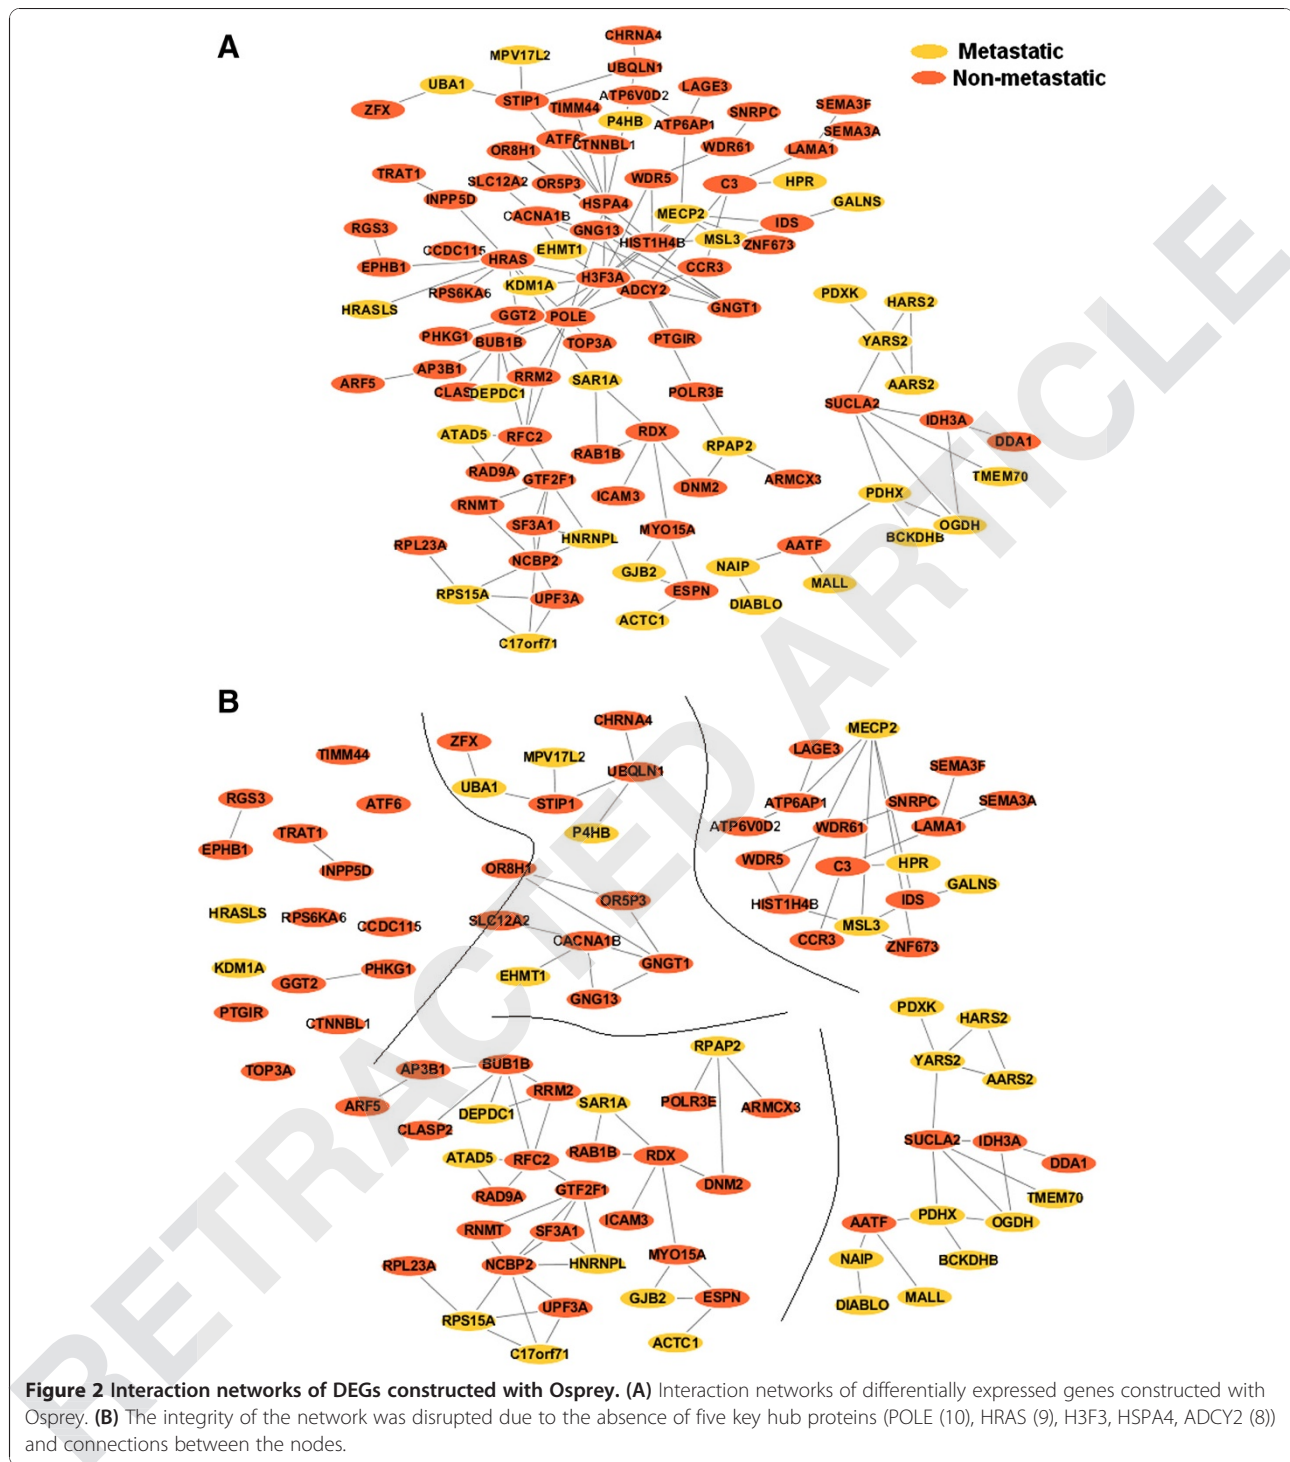 A
Metastatic
Non-metastatic
CHRNA4
MPV17L2
UBQLN1
UBA1
ATP6V0D2
LAGE3
ZFX
STIP1
TIMM44
SNRPC
SEMA3F
P4HB
ATP6AP1
SEMA3A
ATF6
CTNNBL1
OR8H1
WDR61
LAMA1
TRAT1
SLC12A2
OR5P3
WDR5
C3
HPR
INPP5D
HSPA4
GALNS
CACNA1B
MECP2
IDS
RGS3
GNG13
HIST1H4B
MSL3
ZNF673
CCDC115
EHMT1
EPHB1
HRAS
CCR3
H3F3A
KDM1A
ADCY2
RPS6KA6
PDXK
HARS2
HRASLS
GGT2
POLE
GNGT1
PHKG1
BUB1B
TOP3A
PTGIR
YARS2
AP3B1
RRM2
SAR1A
AARS2
ARF5
CLAS
DEPDC1
POLR3E
SUCLA2
IDH3A
ATAD5
RFC2
RDX
RPAP2
DDA1
RAD9A
RAB1B
GTF2F1
ICAM3
DNM2
ARMCX3
TMEM70
RNMT
PDHX
SF3A1
MYO15A
OGDH
RPL23A
HNRNPL
AATF
BCKDHB
NCBP2
GJB2
NAIP
RPS15A
UPF3A
ESPN
MALL
ACTC1
DIABLO
C17orf71
B
CHRNA4
MECP2
ZFX
TIMM44
MPV17L2
LAGE3
UBQLN1
SEMA3F
UBA1
RGS3
ATF6
STIP1
ATP6AP1
SNRPC
SEMA3A
TRAT1
P4HB
ATP6V0D2
WDR61
LAMA1
EPHB1
WDR5
C3
HPR
INPP5D
OR8H1
GALNS
OR5P3
HIST1H4B
IDS
HRASLS
RPS6KA6
CCDC115
SLC12A2
MSL3
CACNA1B
CCR3
ZNF673
KDM1A
PHKG1
GNGT1
GGT2
EHMT1
GNG13
PTGIR
PDXK
CTNNBL1
HARS2
RPAP2
TOP3A
AP3B1
BUB1B
YARS2
RRM2
AARS2
ARF5
DEPDC1
SAR1A
POLR3E
ARMCX3
CLASP2
SUCLA2
IDH3A
ATAD5
RFC2
RAB1B
RDX
DDA1
RAD9A
GTF2F1
DNM2
TMEM70
RNMT
SF3A1
ICAM3
AATF
PDHX
OGDH
RPL23A
NCBP2
HNRNPL
MYO15A
NAIP
BCKDHB
UPF3A
GJB2
ESPN
DIABLO
MALL
RPS15A
C17orf71
ACTC1
RETRACTED ARTICLE
Figure 2 Interaction networks of DEGs constructed with Osprey. (A) Interaction networks of differentially expressed genes constructed with
Osprey. (B) The integrity of the network was disrupted due to the absence of five key hub proteins (POLE (10), HRAS (9), H3F3, HSPA4, ADCY2 (8))
and connections between the nodes.